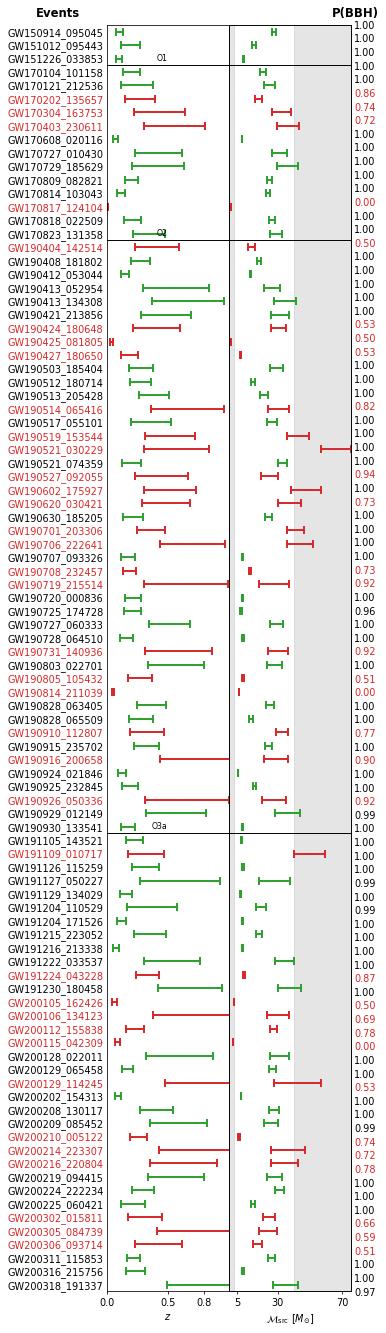 Events P(BBH)
GW150914_095045 1.00
GW151012_095443 1.00
GW151226_033853 O1 1.00
GW170104_101158 1.00
GW170121_212536 1.00
GW170202_135657 0.86
GW170304_163753 0.74
GW170403_230611 0.72
GW170608_020116 1.00
GW170727_010430 1.00
GW170729_185629 1.00
GW170809_082821 1.00
GW170814_103043 1.00
GW170817_124104 0.00
GW170818_022509 1.00
GW170823_131358 O2 1.00
GW190404_142514 0.50
GW190408_181802 1.00
GW190412_053044 1.00
GW190413_052954 1.00
GW190413_134308 1.00
GW190421_213856 1.00
GW190424_180648 0.53
GW190425_081805 0.50
GW190427_180650 0.53
GW190503_185404 1.00
GW190512_180714 1.00
GW190513_205428 1.00
GW190514_065416 0.82
GW190517_055101 1.00
GW190519_153544 1.00
GW190521_030229 1.00
GW190521_074359 1.00
GW190527_092055 0.94
GW190602_175927 1.00
GW190620_030421 0.73
GW190630_185205 1.00
GW190701_203306 1.00
GW190706_222641 1.00
GW190707_093326 1.00
GW190708_232457 0.73
GW190719_215514 0.92
GW190720_000836 1.00
GW190725_174728 0.96
GW190727_060333 1.00
GW190728_064510 1.00
GW190731_140936 0.92
GW190803_022701 1.00
GW190805_105432 0.51
GW190814_211039 0.00
GW190828_063405 1.00
GW190828_065509 1.00
GW190910_112807 0.77
GW190915_235702 1.00
GW190916_200658 0.90
GW190924_021846 1.00
GW190925_232845 1.00
GW190926_050336 0.92
GW190929_012149 0.99
GW190930_133541 O3a 1.00
GW191105_143521 1.00
GW191109_010717 1.00
GW191126_115259 1.00
GW191127_050227 0.99
GW191129_134029 1.00
GW191204_110529 0.99
GW191204_171526 1.00
GW191215_223052 1.00
GW191216_213338 1.00
GW191222_033537 1.00
GW191224_043228 0.87
GW191230_180458 1.00
GW200105_162426 0.50
GW200106_134123 0.69
GW200112_155838 0.78
GW200115_042309 0.00
GW200128_022011 1.00
GW200129_065458 1.00
GW200129_114245 0.53
GW200202_154313 1.00
GW200208_130117 1.00
GW200209_085452 0.99
GW200210_005122 0.74
GW200214_223307 0.72
GW200216_220804 0.78
GW200219_094415 1.00
GW200224_222234 1.00
GW200225_060421 1.00
GW200302_015811 0.66
GW200305_084739 0.59
GW200306_093714 0.51
GW200311_115853 1.00
GW200316_215756 1.00
GW200318_191337 0.97
0.0 0.5 0.8 5 30 70
z ℳsrc [M⊙]